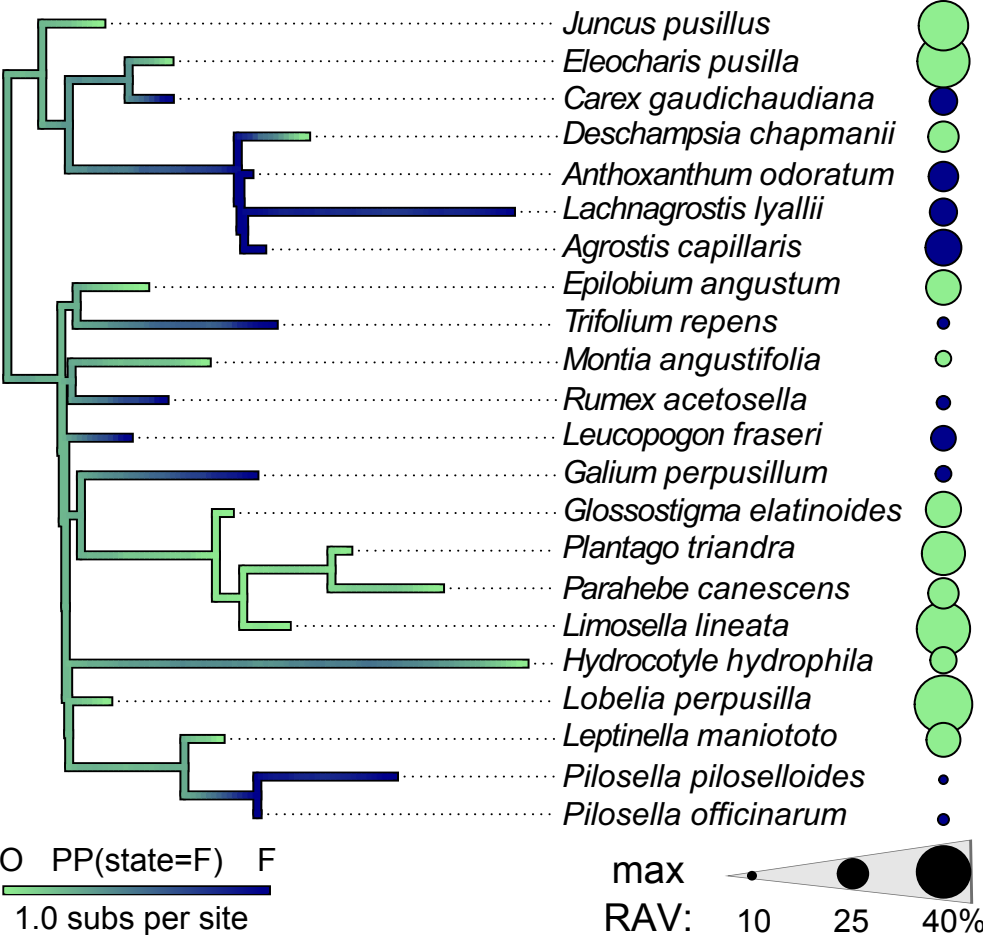 Juncus pusillus
Eleocharis pusilla
Carex gaudichaudiana
Deschampsia chapmanii
Anthoxanthum odoratum
Lachnagrostis lyallii
Agrostis capillaris
Epilobium angustum
Trifolium repens
Montia angustifolia
Rumex acetosella
Leucopogon fraseri
Galium perpusillum
Glossostigma elatinoides
Plantago triandra
Parahebe canescens
Limosella lineata
Hydrocotyle hydrophila
Lobelia perpusilla
Leptinella maniototo
Pilosella piloselloides
Pilosella officinarum
O PP(state=F) F
1.0 subs per site
max
RAV: 10 25 40%